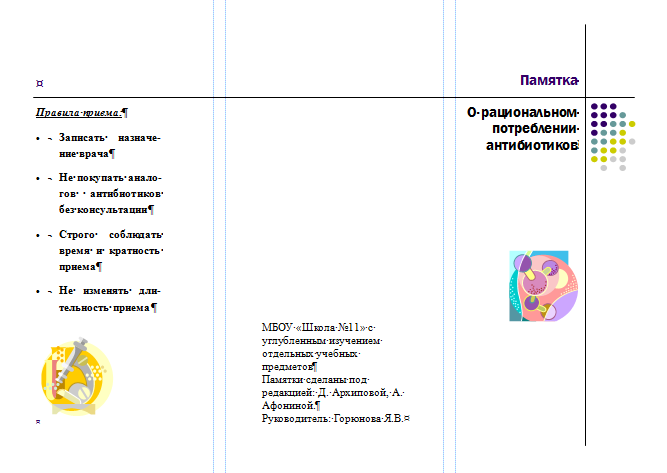 Правила приема:
Записать назначе-
ние врача
Не покупать анало-
гов антибиотиков
без консультации
Строго соблюдать
время и кратность
приема
Не изменять дли-
тельность приема
МБОУ «Школа №11» с
углубленным изучением
отдельных учебных
предметов
Памятки сделаны под
редакцией: Д. Архиповой, А.
Афониной.
Руководитель: Горюнова Я.В.
Памятка
О рациональном
потреблении
антибиотиков